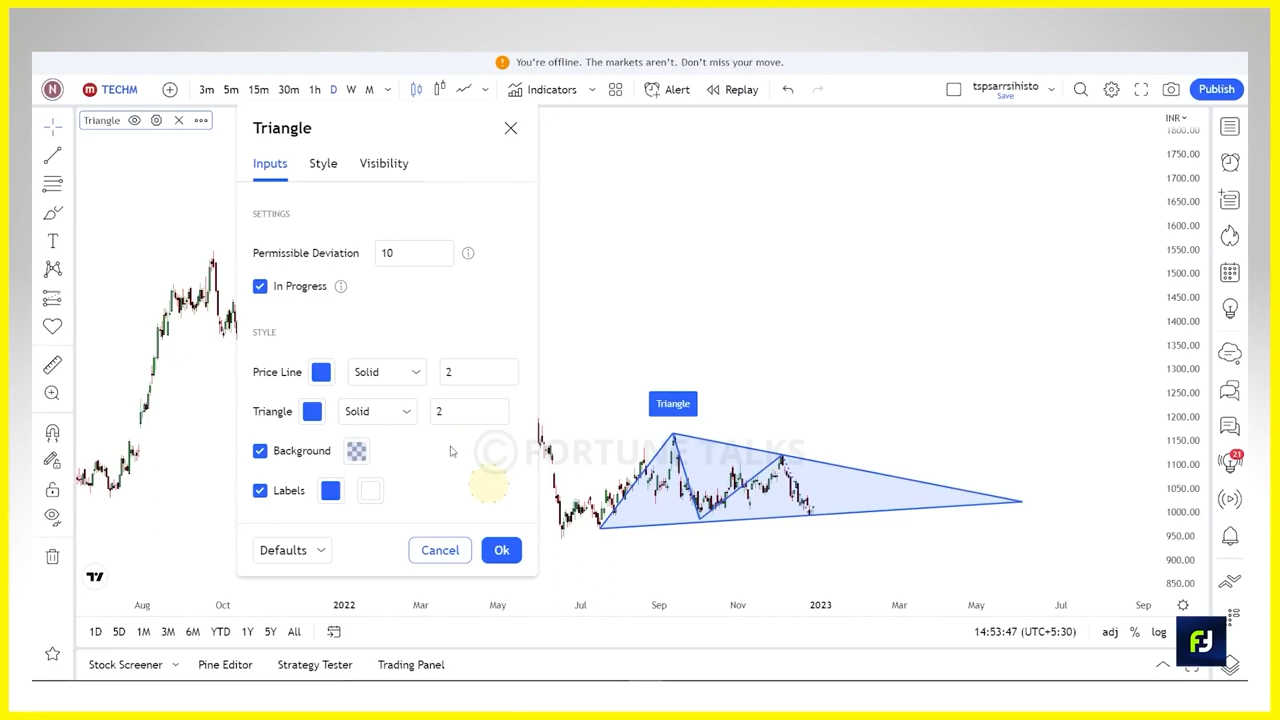 You're offline. The markets aren't. Don't miss your move.
N TECHM 3m 5m 15m 30m 1h D W M Indicators Alert Replay tspsarrsihisto Save Publish
Triangle
Triangle
INR
Inputs Style Visibility
SETTINGS
Permissible Deviation 10
In Progress
STYLE
Price Line Solid 2
Triangle Solid 2
Background
Labels
Defaults Cancel Ok
Triangle
© FORTUNE TALKS
1800.00
1750.00
1700.00
1650.00
1600.00
1550.00
1500.00
1450.00
1400.00
1350.00
1300.00
1250.00
1200.00
1150.00
1100.00
1050.00
1000.00
950.00
900.00
850.00
21
Aug Oct 2022 Mar May Jul Sep Nov 2023 Mar May Jul Sep
1D 5D 1M 3M 6M YTD 1Y 5Y All 14:53:47 (UTC+5:30) adj % log
Stock Screener Pine Editor Strategy Tester Trading Panel